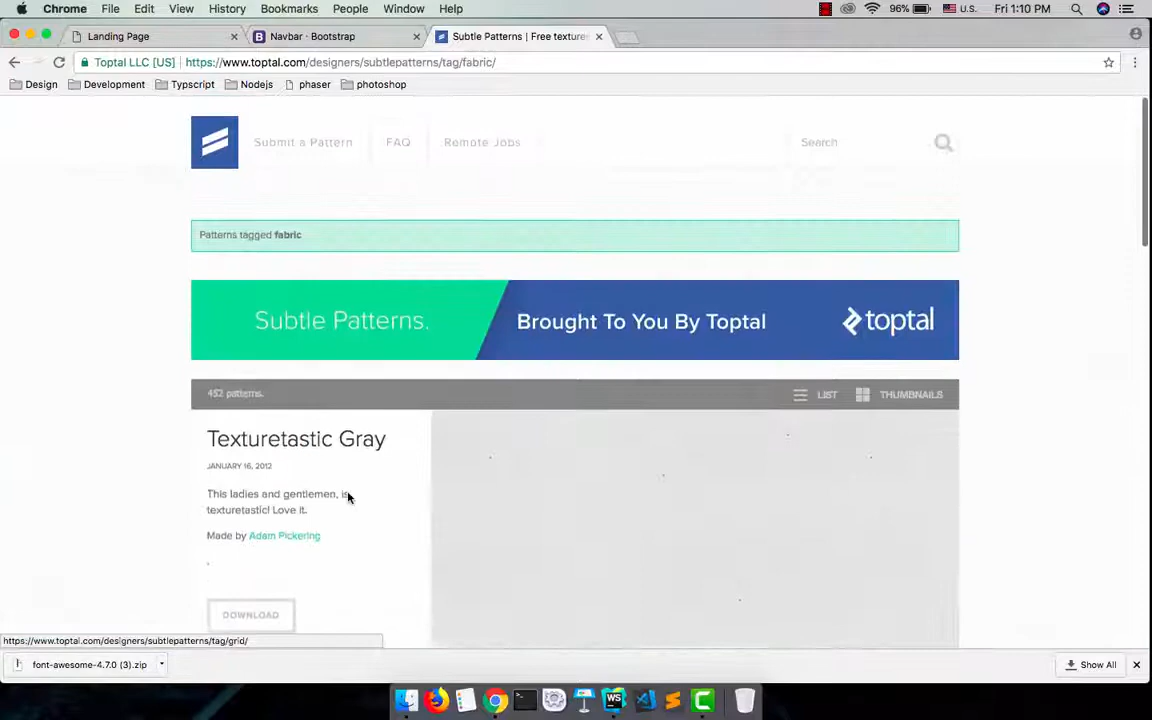 Chrome File Edit View History Bookmarks People Window Help 96% U.S. Fri 1:10 PM
Landing Page Navbar · Bootstrap Subtle Patterns | Free texture
Toptal LLC [US] https://www.toptal.com/designers/subtlepatterns/tag/fabric/
Design Development Typscript Nodejs phaser photoshop
Submit a Pattern FAQ Remote Jobs Search
Patterns tagged fabric
Subtle Patterns. Brought To You By Toptal toptal
452 patterns. LIST THUMBNAILS
Texturetastic Gray
JANUARY 16, 2012
This ladies and gentlemen, is
texturetastic! Love it.
Made by Adam Pickering
.
DOWNLOAD
https://www.toptal.com/designers/subtlepatterns/tag/grid/
font-awesome-4.7.0 (3).zip Show All
WS